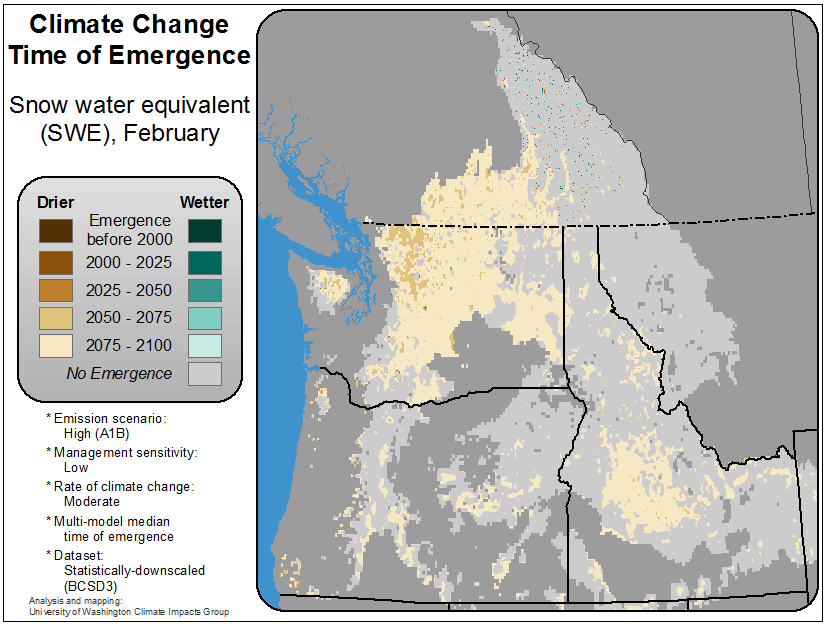 Climate Change
Time of Emergence
Snow water equivalent
(SWE), February
Drier Wetter
Emergence
before 2000
2000 - 2025
2025 - 2050
2050 - 2075
2075 - 2100
No Emergence
* Emission scenario:
High (A1B)
* Management sensitivity:
Low
* Rate of climate change:
Moderate
* Multi-model median
time of emergence
* Dataset:
Statistically-downscaled
(BCSD3)
Analysis and mapping:
University of Washington Climate Impacts Group